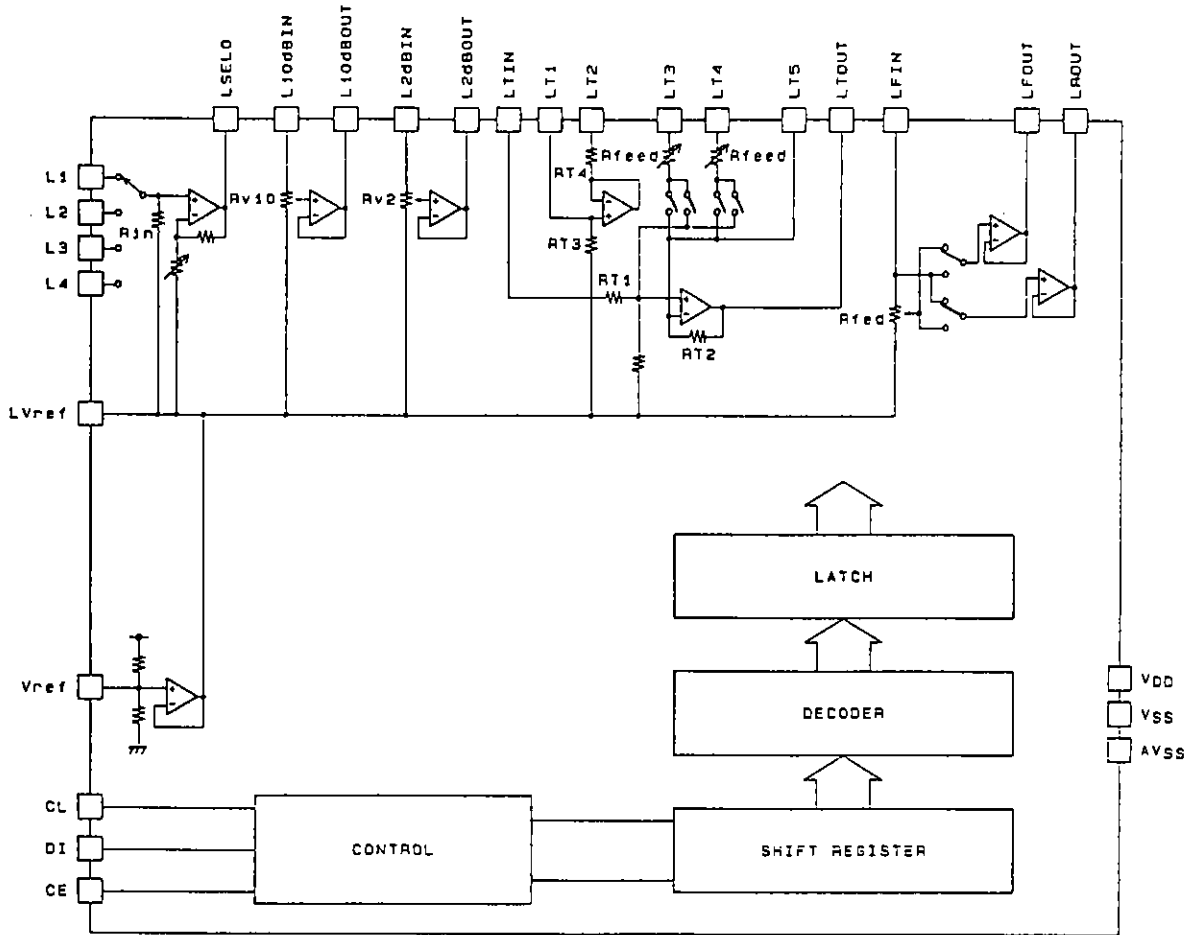 LSELO
L10dBIN
L10dBOUT
L2dBIN
L2dBOUT
LTIN
LT1
LT2
LT3
LT4
LT5
LTOUT
LFIN
LFOUT
LROUT
L1
L2
L3
L4
Rin
Rv10
Rv2
RT4
RT3
Rfeed
Rfeed
RT1
RT2
Rfed
LVref
LATCH
Vref
DECODER
VDD
VSS
AVSS
CL
DI
CE
CONTROL
SHIFT REGISTER